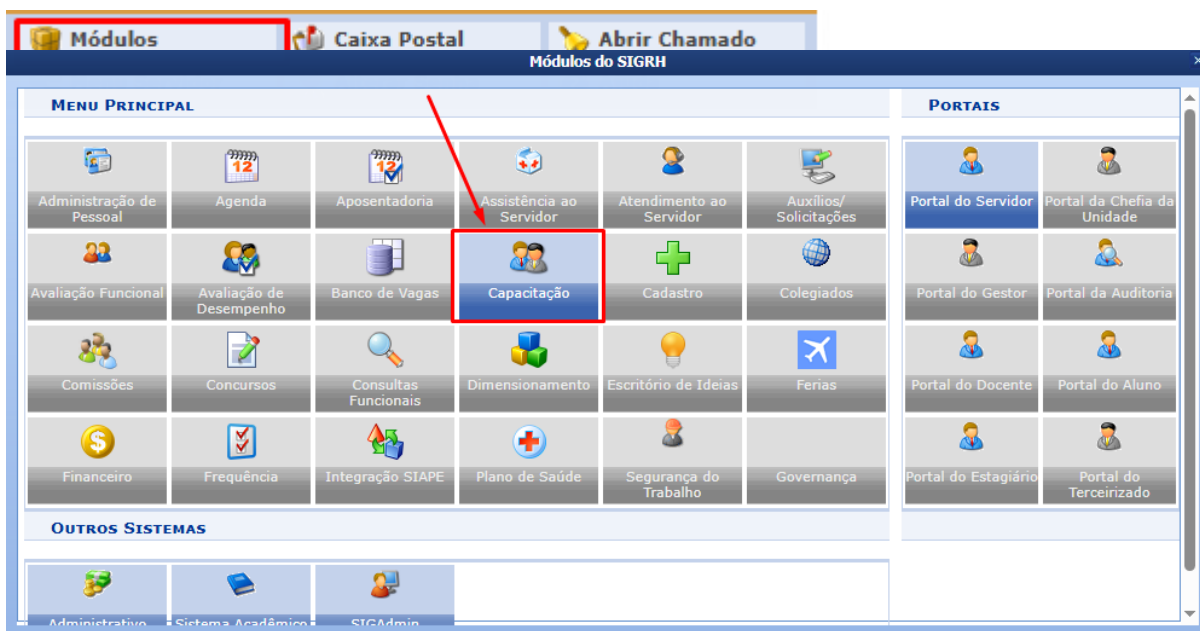 Módulos
Caixa Postal
Abrir Chamado
Módulos do SIGRH
MENU PRINCIPAL
PORTAIS
12
12
Administração de
Pessoal
Agenda
Aposentadoria
Assistência ao
Servidor
Atendimento ao
Servidor
Auxílios/
Solicitações
Portal do Servidor
Portal da Chefia da
Unidade
Avaliação Funcional
Avaliação de
Desempenho
Banco de Vagas
Capacitação
Cadastro
Colegiados
Portal do Gestor
Portal da Auditoria
Comissões
Concursos
Consultas
Funcionais
Dimensionamento
Escritório de Ideias
Ferias
Portal do Docente
Portal do Aluno
Financeiro
Frequência
Integração SIAPE
Plano de Saúde
Segurança do
Trabalho
Governança
Portal do Estagiário
Portal do
Terceirizado
OUTROS SISTEMAS
Administrativo
Sistema Acadêmico
SIGAdmin